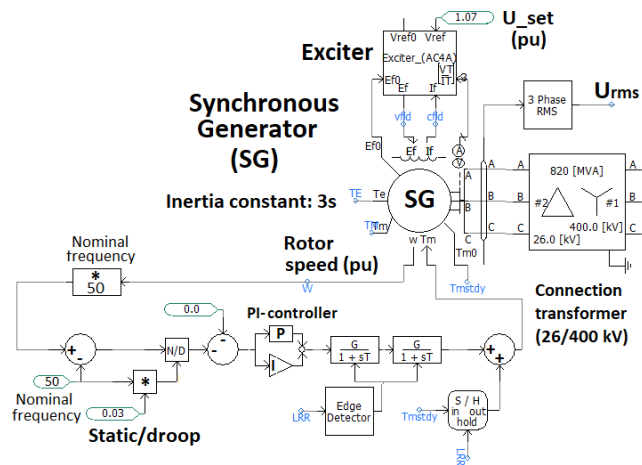 1.07
U_set
(pu)
Vref0 Vref
Exciter
Exciter_(AC4A)
VT
IT
Ef0
3
Ef If
vfld
cfld
Urms
3 Phase
RMS
Synchronous
Generator
(SG)
Ef0
Ef If
A
V
A
A
A
820 [MVA]
A
Inertia constant: 3s
TE
Te
SG
B
B
B
#2
#1
B
TM
Tm
C
C
C
400.0 [kV]
26.0 [kV]
C
Nominal
frequency
Rotor
speed (pu)
w Tm
Tm0
*
50
W
Tmstdy
Connection
transformer
(26/400 kV)
0.0
PI-controller
-
-
P
I
+
-
N/D
G
1 + sT
G
1 + sT
+
+
50
Nominal
frequency
*
0.03
Static/droop
LRR
Edge
Detector
Tmstdy
S / H
in out
hold
LRR